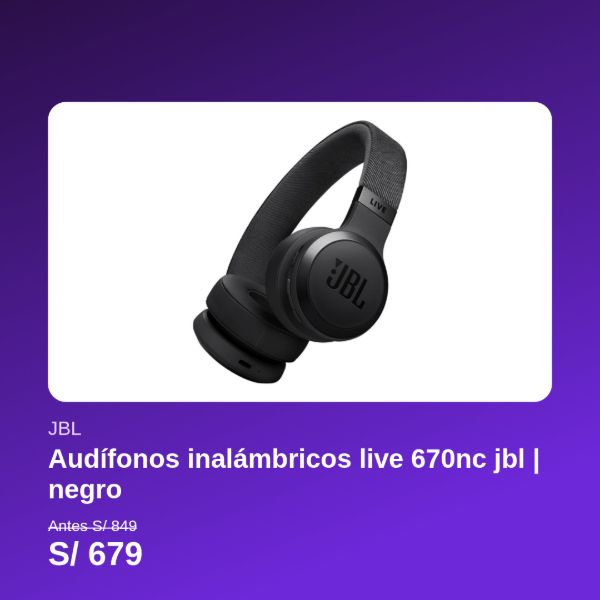 LIVE
JBL
JBL
Audífonos inalámbricos live 670nc jbl |
negro
Antes S/ 849
S/ 679